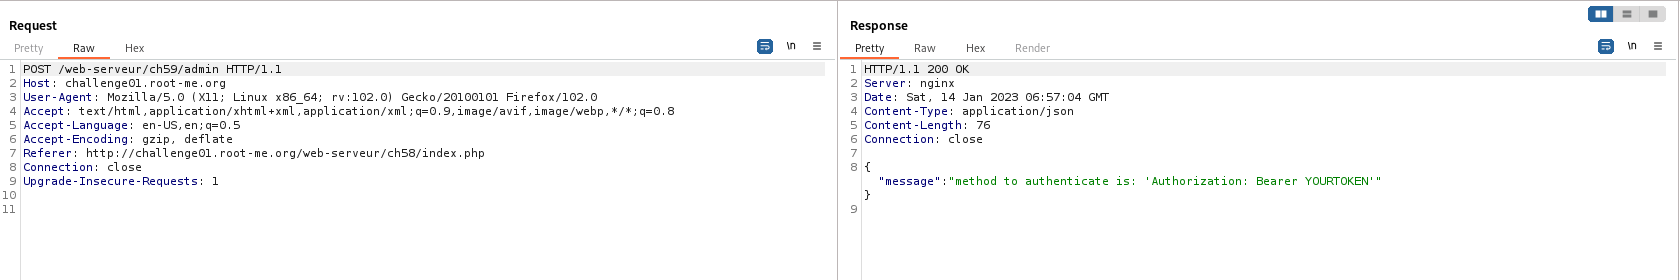 Request
Pretty Raw Hex \n
1 POST /web-serveur/ch59/admin HTTP/1.1
2 Host: challenge01.root-me.org
3 User-Agent: Mozilla/5.0 (X11; Linux x86_64; rv:102.0) Gecko/20100101 Firefox/102.0
4 Accept: text/html,application/xhtml+xml,application/xml;q=0.9,image/avif,image/webp,*/*;q=0.8
5 Accept-Language: en-US,en;q=0.5
6 Accept-Encoding: gzip, deflate
7 Referer: http://challenge01.root-me.org/web-serveur/ch58/index.php
8 Connection: close
9 Upgrade-Insecure-Requests: 1
10
11
Response
Pretty Raw Hex Render \n
1 HTTP/1.1 200 OK
2 Server: nginx
3 Date: Sat, 14 Jan 2023 06:57:04 GMT
4 Content-Type: application/json
5 Content-Length: 76
6 Connection: close
7
8 {
"message":"method to authenticate is: 'Authorization: Bearer YOURTOKEN'"
}
9